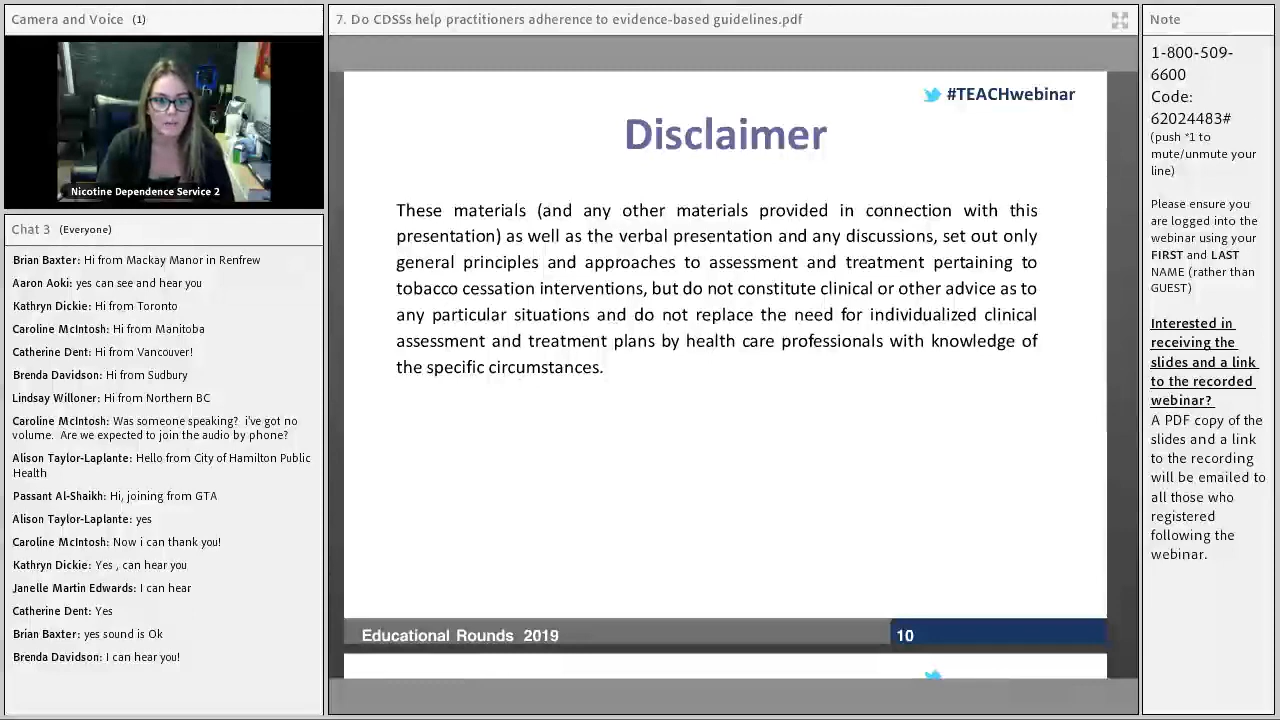 Camera and Voice (1)
Nicotine Dependence Service 2
Chat 3 (Everyone)
Brian Baxter: Hi from Mackay Manor in Renfrew
Aaron Aoki: yes can see and hear you
Kathryn Dickie: Hi from Toronto
Caroline McIntosh: Hi from Manitoba
Catherine Dent: Hi from Vancouver!
Brenda Davidson: Hi from Sudbury
Lindsay Willoner: Hi from Northern BC
Caroline McIntosh: Was someone speaking? i've got no
volume. Are we expected to join the audio by phone?
Alison Taylor-Laplante: Hello from City of Hamilton Public
Health
Passant Al-Shaikh: Hi, joining from GTA
Alison Taylor-Laplante: yes
Caroline McIntosh: Now i can thank you!
Kathryn Dickie: Yes , can hear you
Janelle Martin Edwards: I can hear
Catherine Dent: Yes
Brian Baxter: yes sound is Ok
Brenda Davidson: I can hear you!
7. Do CDSSs help practitioners adherence to evidence-based guidelines.pdf
#TEACHwebinar
Disclaimer
These materials (and any other materials provided in connection with this
presentation) as well as the verbal presentation and any discussions, set out only
general principles and approaches to assessment and treatment pertaining to
tobacco cessation interventions, but do not constitute clinical or other advice as to
any particular situations and do not replace the need for individualized clinical
assessment and treatment plans by health care professionals with knowledge of
the specific circumstances.
Educational Rounds 2019
10
Note
1-800-509-
6600
Code:
62024483#
(push *1 to
mute/unmute your
line)
Please ensure you
are logged into the
webinar using your
FIRST and LAST
NAME (rather than
GUEST)
Interested in
receiving the
slides and a link
to the recorded
webinar?
A PDF copy of the
slides and a link
to the recording
will be emailed to
all those who
registered
following the
webinar.